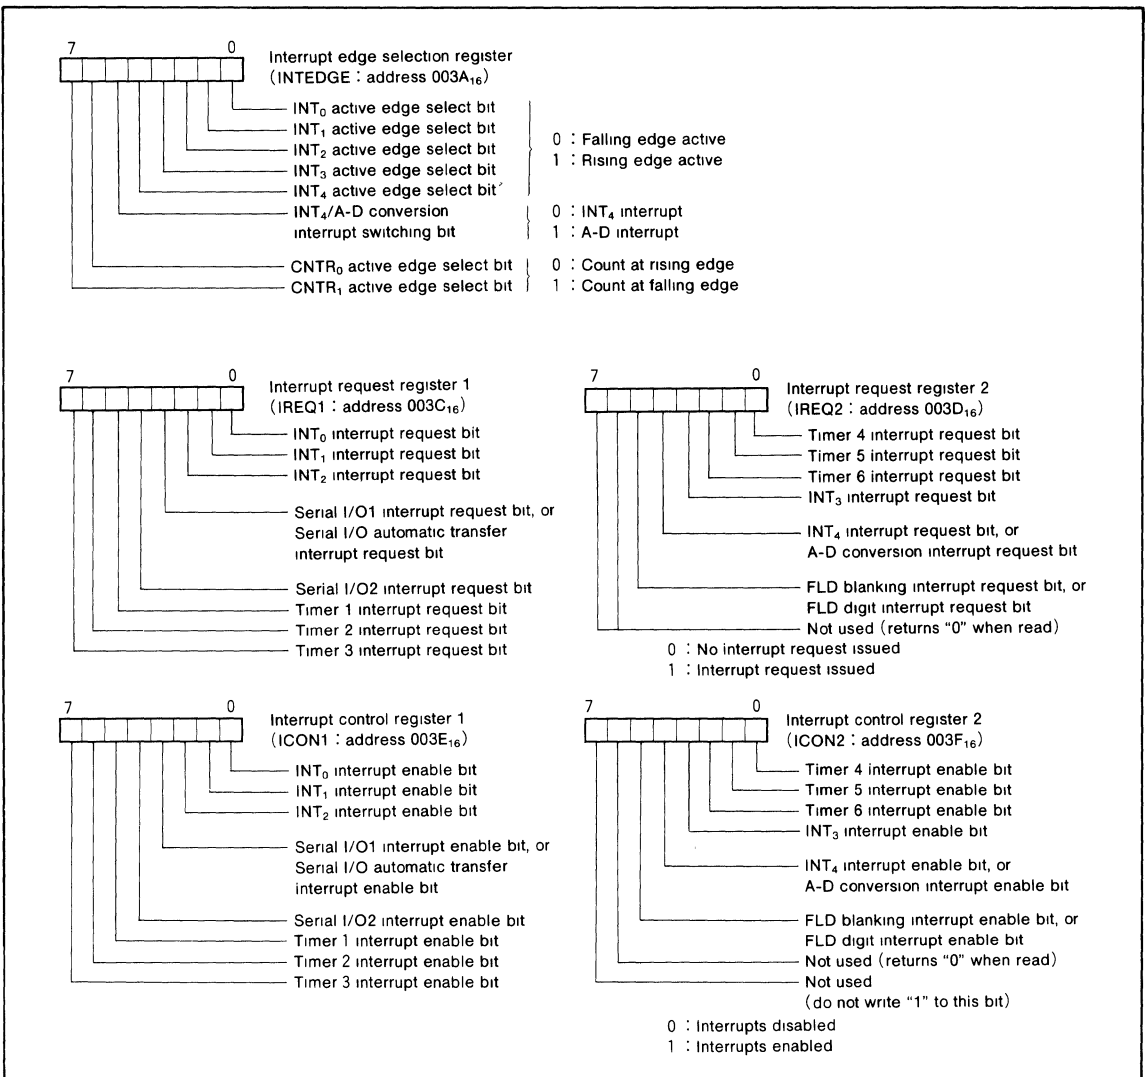 7 0
Interrupt edge selection register
(INTEDGE : address 003A₁₆)
INT₀ active edge select bit
INT₁ active edge select bit
INT₂ active edge select bit
INT₃ active edge select bit
INT₄ active edge select bit
0 : Falling edge active
1 : Rising edge active
INT₄/A-D conversion
interrupt switching bit
0 : INT₄ interrupt
1 : A-D interrupt
CNTR₀ active edge select bit
CNTR₁ active edge select bit
0 : Count at rising edge
1 : Count at falling edge
7 0
Interrupt request register 1
(IREQ1 : address 003C₁₆)
INT₀ interrupt request bit
INT₁ interrupt request bit
INT₂ interrupt request bit
Serial I/O1 interrupt request bit, or
Serial I/O automatic transfer
interrupt request bit
Serial I/O2 interrupt request bit
Timer 1 interrupt request bit
Timer 2 interrupt request bit
Timer 3 interrupt request bit
7 0
Interrupt request register 2
(IREQ2 : address 003D₁₆)
Timer 4 interrupt request bit
Timer 5 interrupt request bit
Timer 6 interrupt request bit
INT₃ interrupt request bit
INT₄ interrupt request bit, or
A-D conversion interrupt request bit
FLD blanking interrupt request bit, or
FLD digit interrupt request bit
Not used (returns “0” when read)
0 : No interrupt request issued
1 : Interrupt request issued
7 0
Interrupt control register 1
(ICON1 : address 003E₁₆)
INT₀ interrupt enable bit
INT₁ interrupt enable bit
INT₂ interrupt enable bit
Serial I/O1 interrupt enable bit, or
Serial I/O automatic transfer
interrupt enable bit
Serial I/O2 interrupt enable bit
Timer 1 interrupt enable bit
Timer 2 interrupt enable bit
Timer 3 interrupt enable bit
7 0
Interrupt control register 2
(ICON2 : address 003F₁₆)
Timer 4 interrupt enable bit
Timer 5 interrupt enable bit
Timer 6 interrupt enable bit
INT₃ interrupt enable bit
INT₄ interrupt enable bit, or
A-D conversion interrupt enable bit
FLD blanking interrupt enable bit, or
FLD digit interrupt enable bit
Not used (returns “0” when read)
Not used
(do not write “1” to this bit)
0 : Interrupts disabled
1 : Interrupts enabled